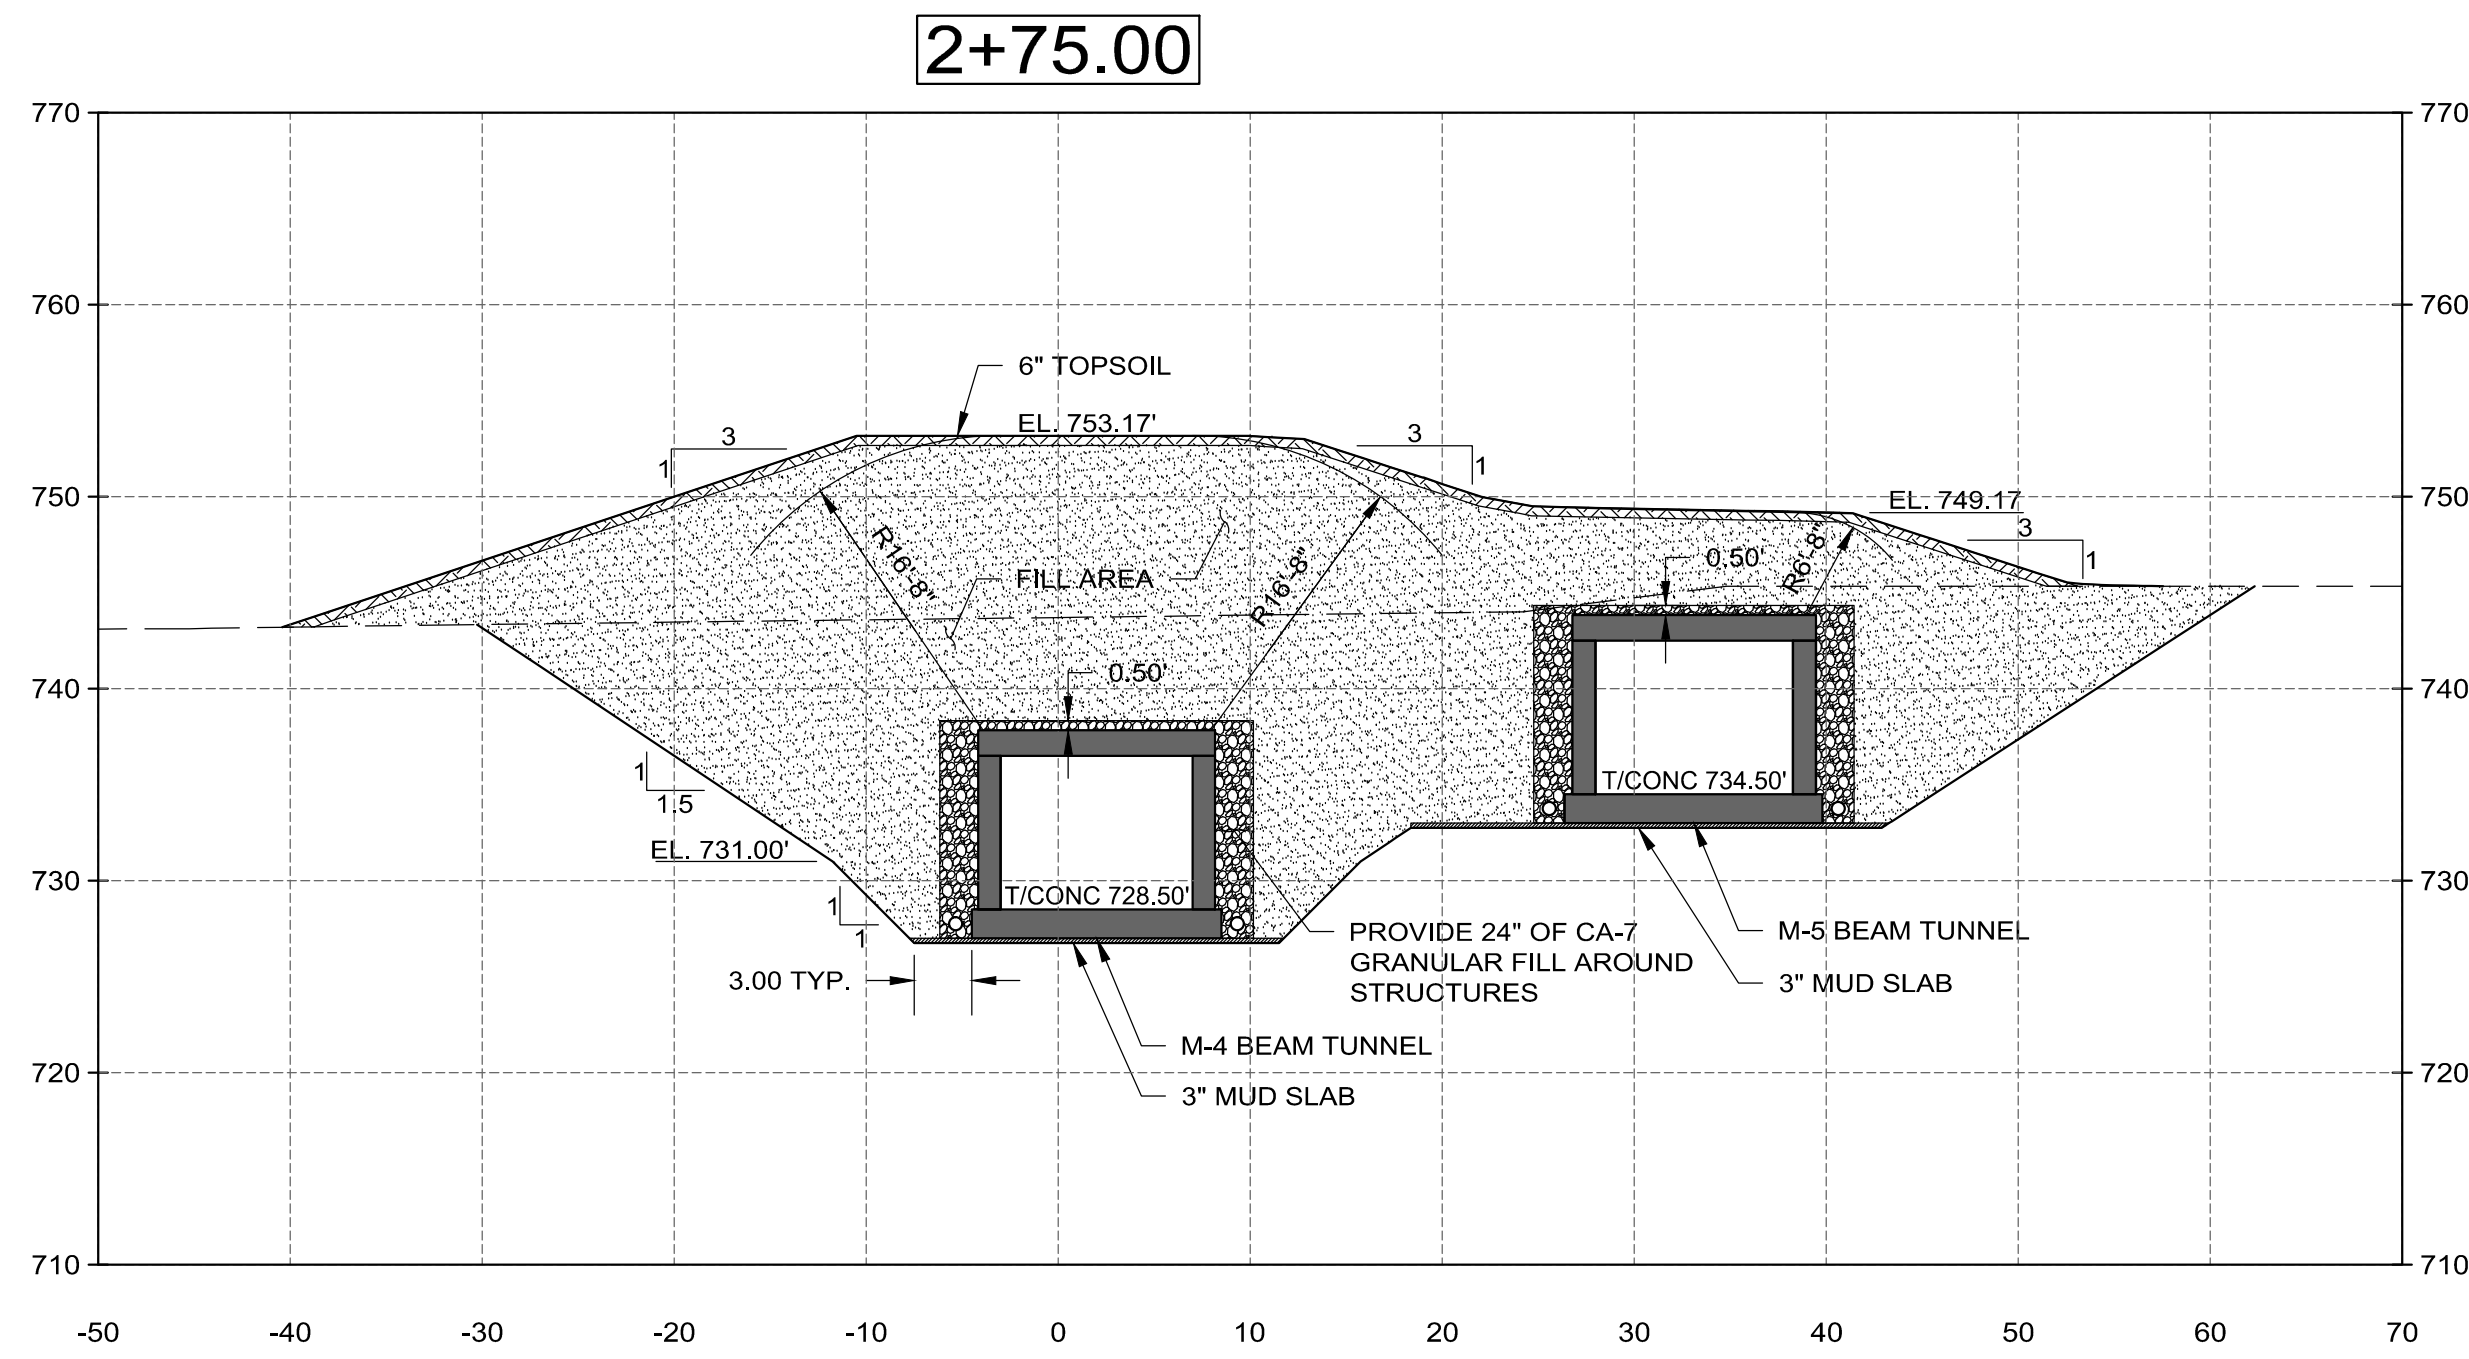 2+75.00
770
770
760
760
6" TOPSOIL
EL. 753.17'
3
1
3
1
750
750
EL. 749.17
3
1
R16'-8"
R16'-8"
R6'-8"
0.50'
FILL AREA
0.50'
740
740
1
1.5
T/CONC 734.50'
EL. 731.00'
730
730
1
1
T/CONC 728.50'
PROVIDE 24" OF CA-7
GRANULAR FILL AROUND
STRUCTURES
M-5 BEAM TUNNEL
3" MUD SLAB
3.00 TYP.
M-4 BEAM TUNNEL
3" MUD SLAB
720
720
710
710
-50 -40 -30 -20 -10 0 10 20 30 40 50 60 70